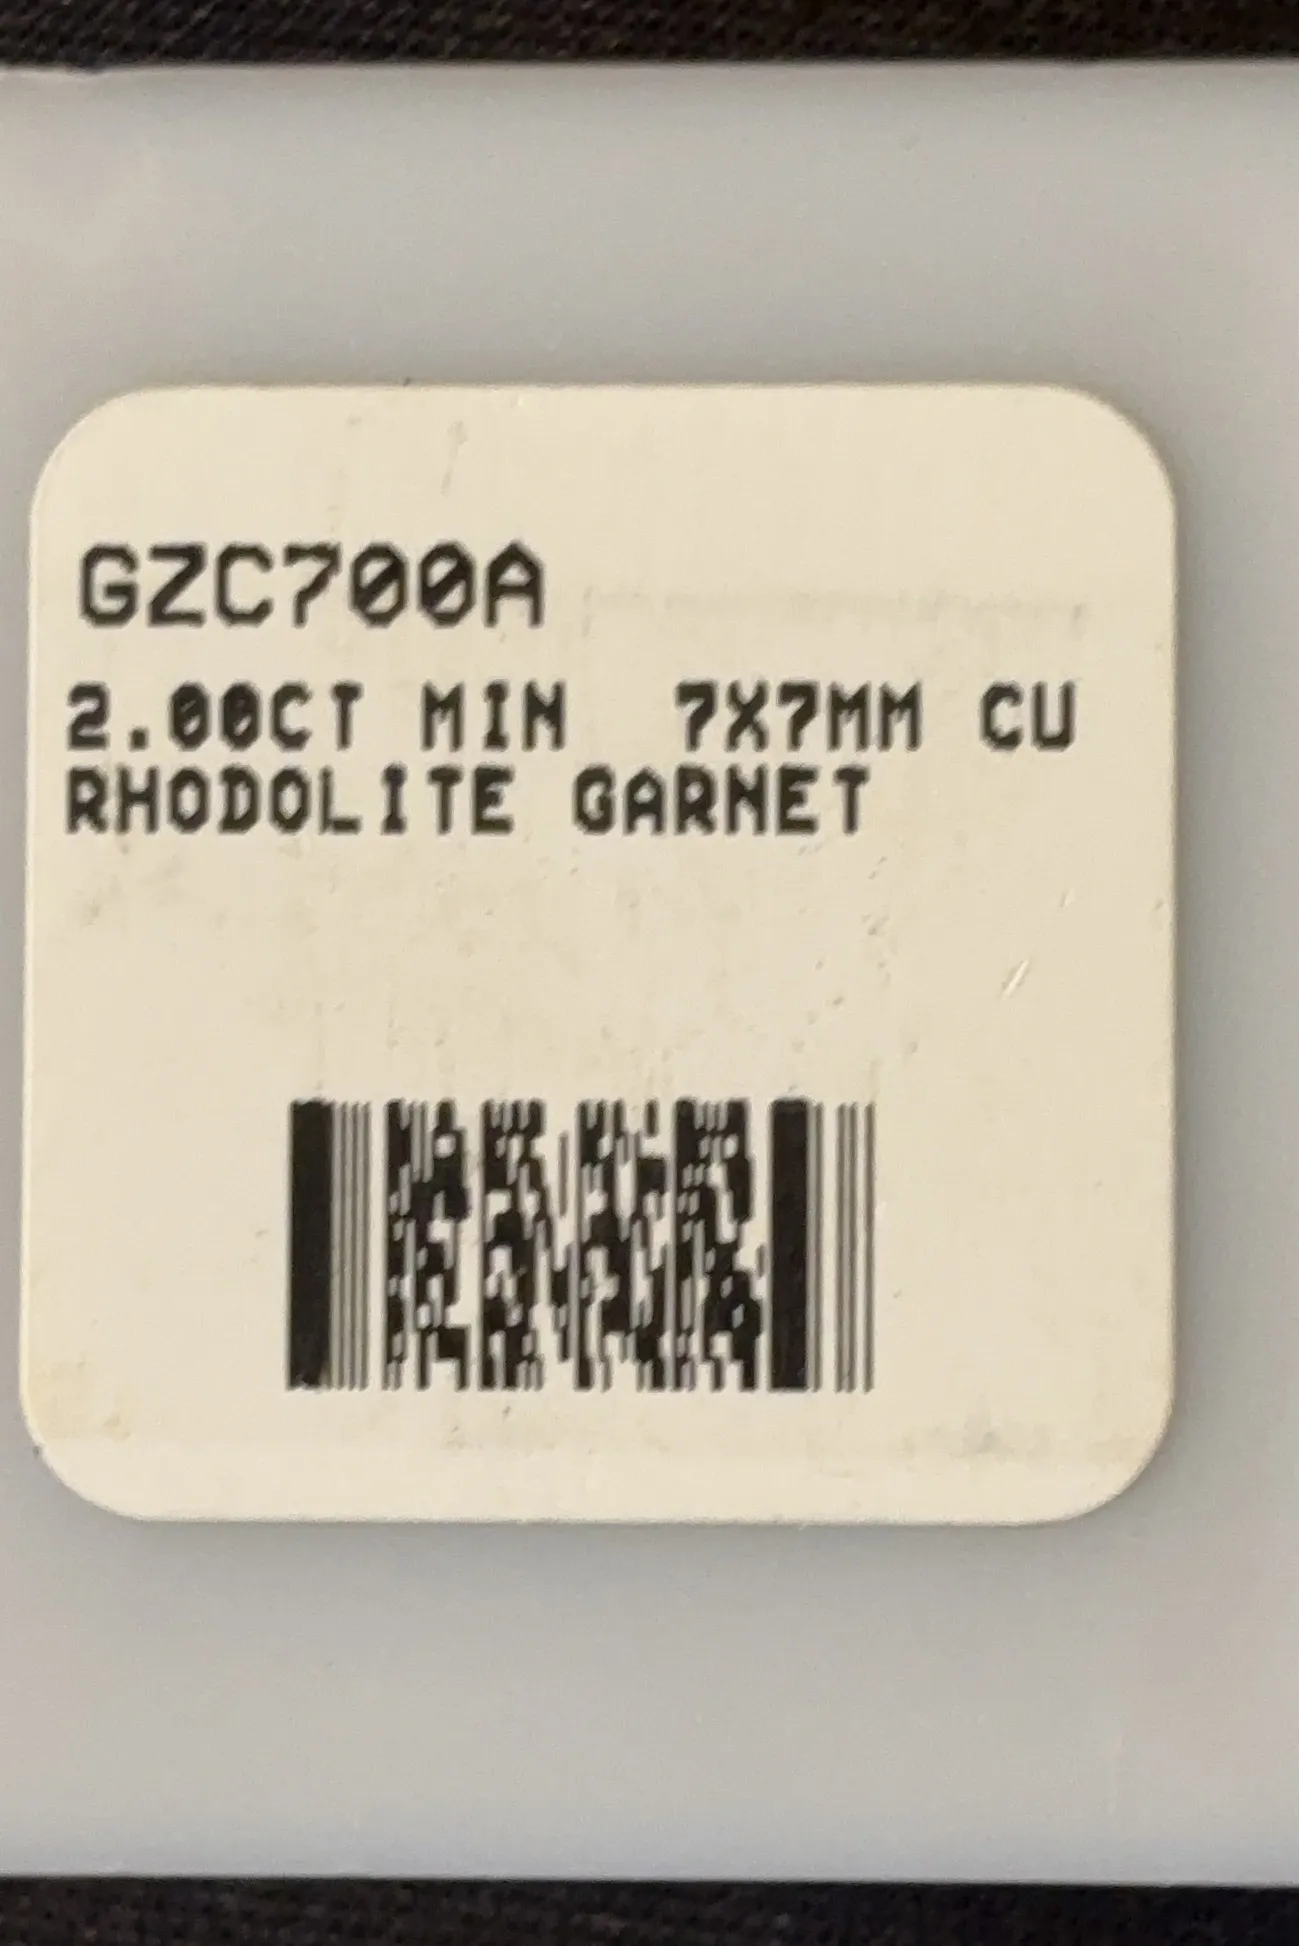 GZC700A
2.00CT MIN 7X7MM CU
RHODOLITE GARNET